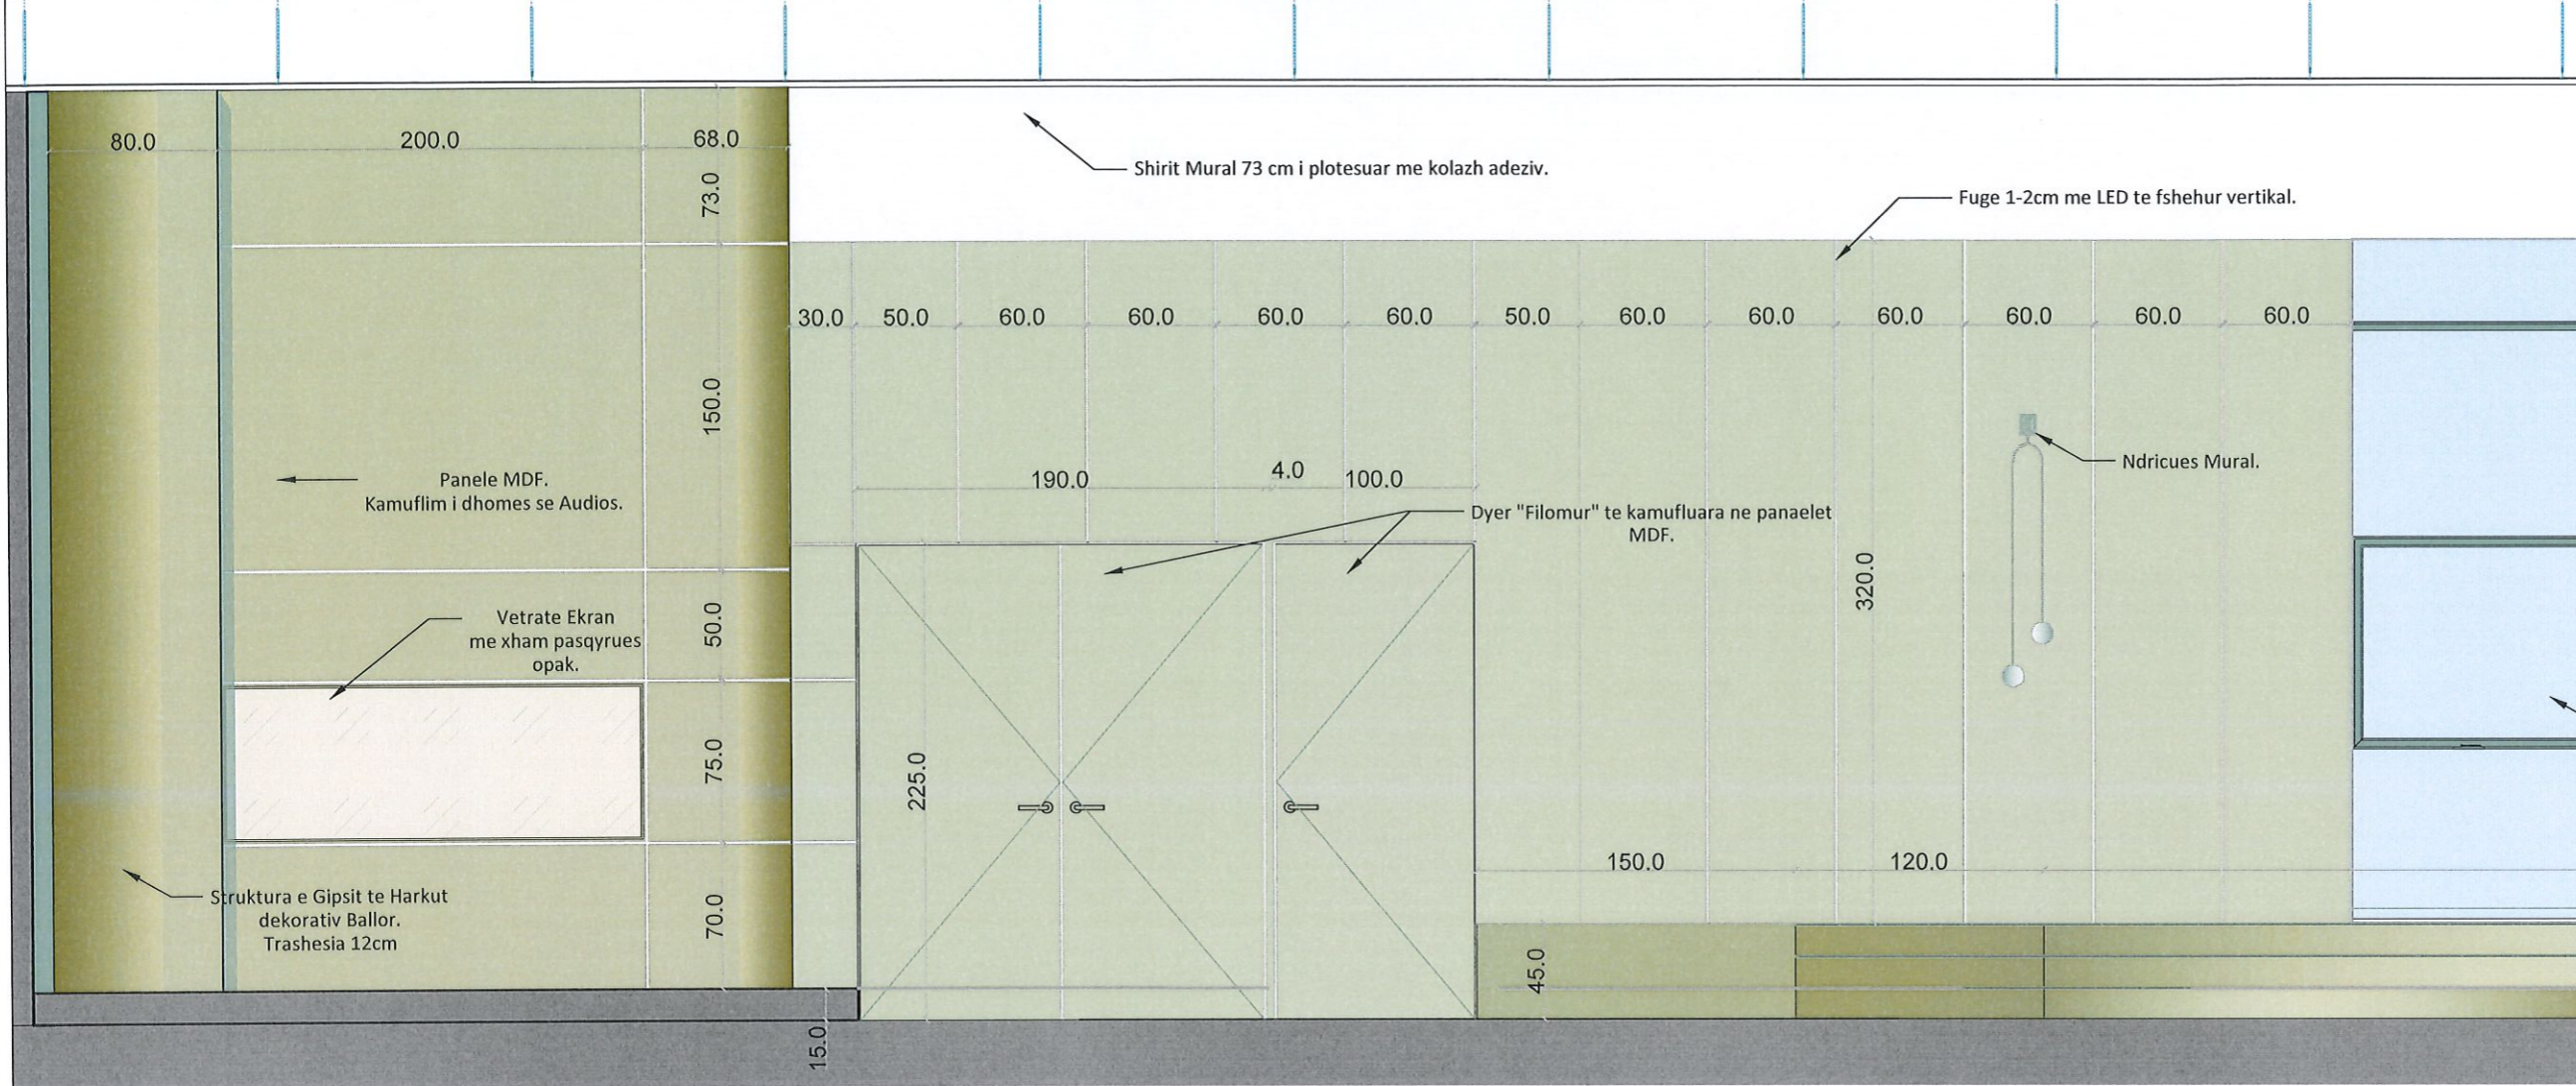 80.0
200.0
68.0
73.0
Shirit Mural 73 cm i plotesuar me kolazh adeziv.
Fuge 1-2cm me LED te fshehur vertikal.
30.0
50.0
60.0
60.0
60.0
60.0
50.0
60.0
60.0
60.0
60.0
60.0
60.0
150.0
Panele MDF.
Kamuflim i dhomes se Audios.
190.0
4.0
100.0
Ndricues Mural.
Dyer "Filomur" te kamufluara ne panaelet
MDF.
320.0
Vetrate Ekran
me xham pasqyrues
opak.
50.0
75.0
225.0
150.0
120.0
Struktura e Gipsit te Harkut
dekorativ Ballor.
Trashesia 12cm
70.0
45.0
15.0